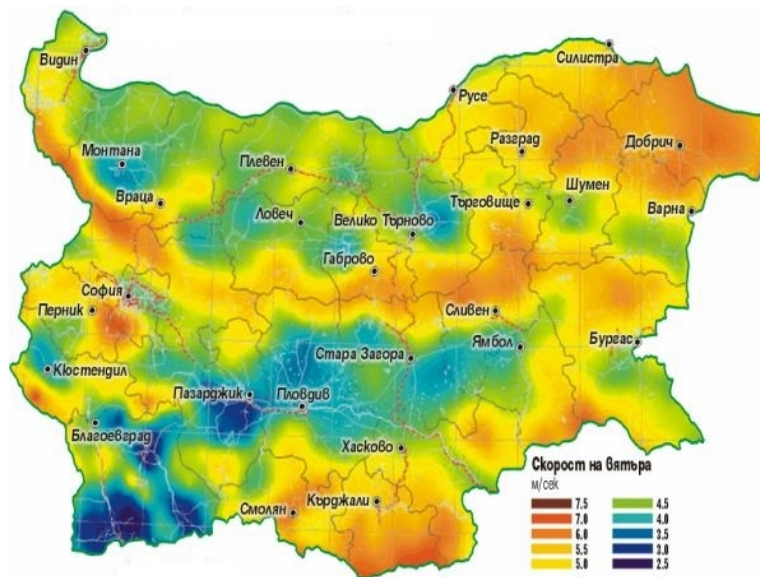 Видин
Силистра
Русе
Разград
Добрич
Монтана
Плевен
Враца
Търговище
Шумен
Варна
Ловеч
Велико Търново
Габрово
София
Перник
Сливен
Бургас
Стара Загора
Ямбол
Кюстендил
Пазарджик
Пловдив
Благоевград
Хасково
Скорост на вятъра
м/сек
Смолян
Кърджали
7.5 4.5
7.0 4.0
6.0 3.5
5.5 3.0
5.0 2.5